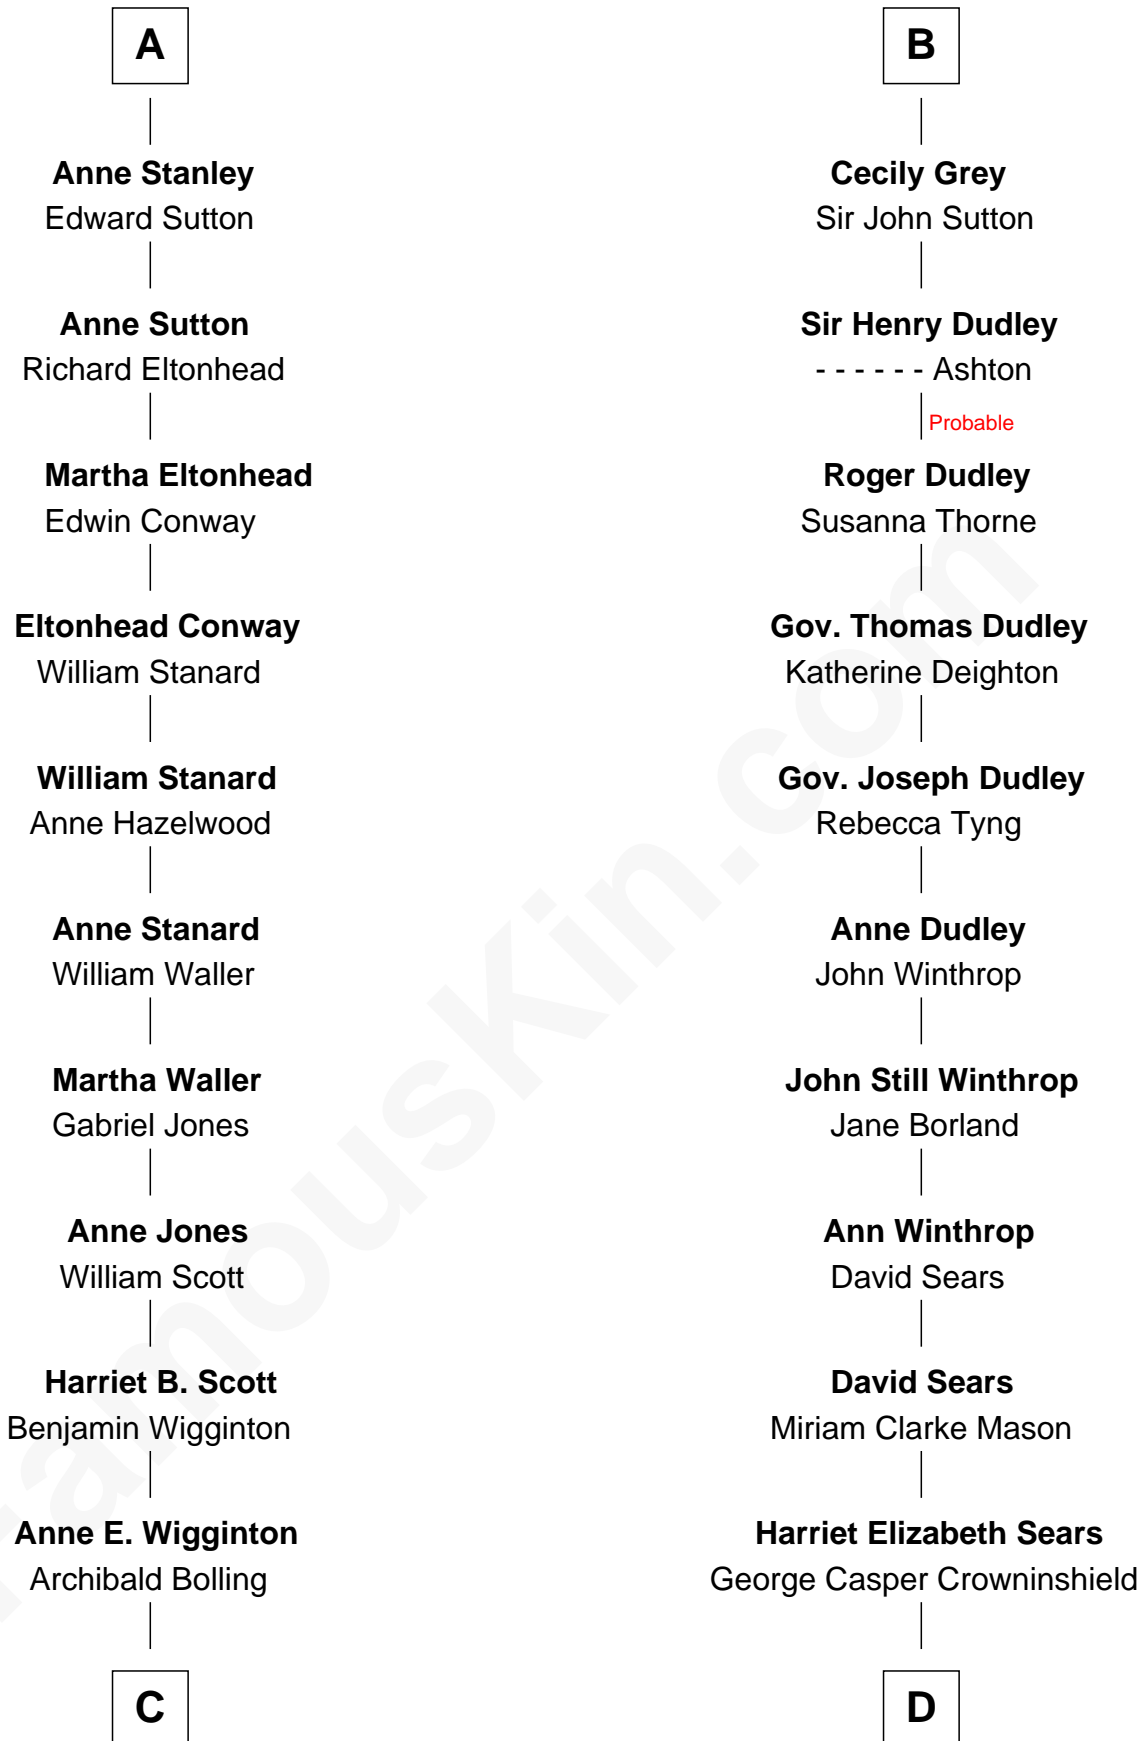 A
Anne Stanley
Edward Sutton
Anne Sutton
Richard Eltonhead
Martha Eltonhead
Edwin Conway
Eltonhead Conway
William Stanard
William Stanard
Anne Hazelwood
Anne Stanard
William Waller
Martha Waller
Gabriel Jones
Anne Jones
William Scott
Harriet B. Scott
Benjamin Wigginton
Anne E. Wigginton
Archibald Bolling
C
B
Cecily Grey
Sir John Sutton
Sir Henry Dudley
- - - - - - Ashton
Probable
Roger Dudley
Susanna Thorne
Gov. Thomas Dudley
Katherine Deighton
Gov. Joseph Dudley
Rebecca Tyng
Anne Dudley
John Winthrop
John Still Winthrop
Jane Borland
Ann Winthrop
David Sears
David Sears
Miriam Clarke Mason
Harriet Elizabeth Sears
George Casper Crowninshield
D
FamousKin.com